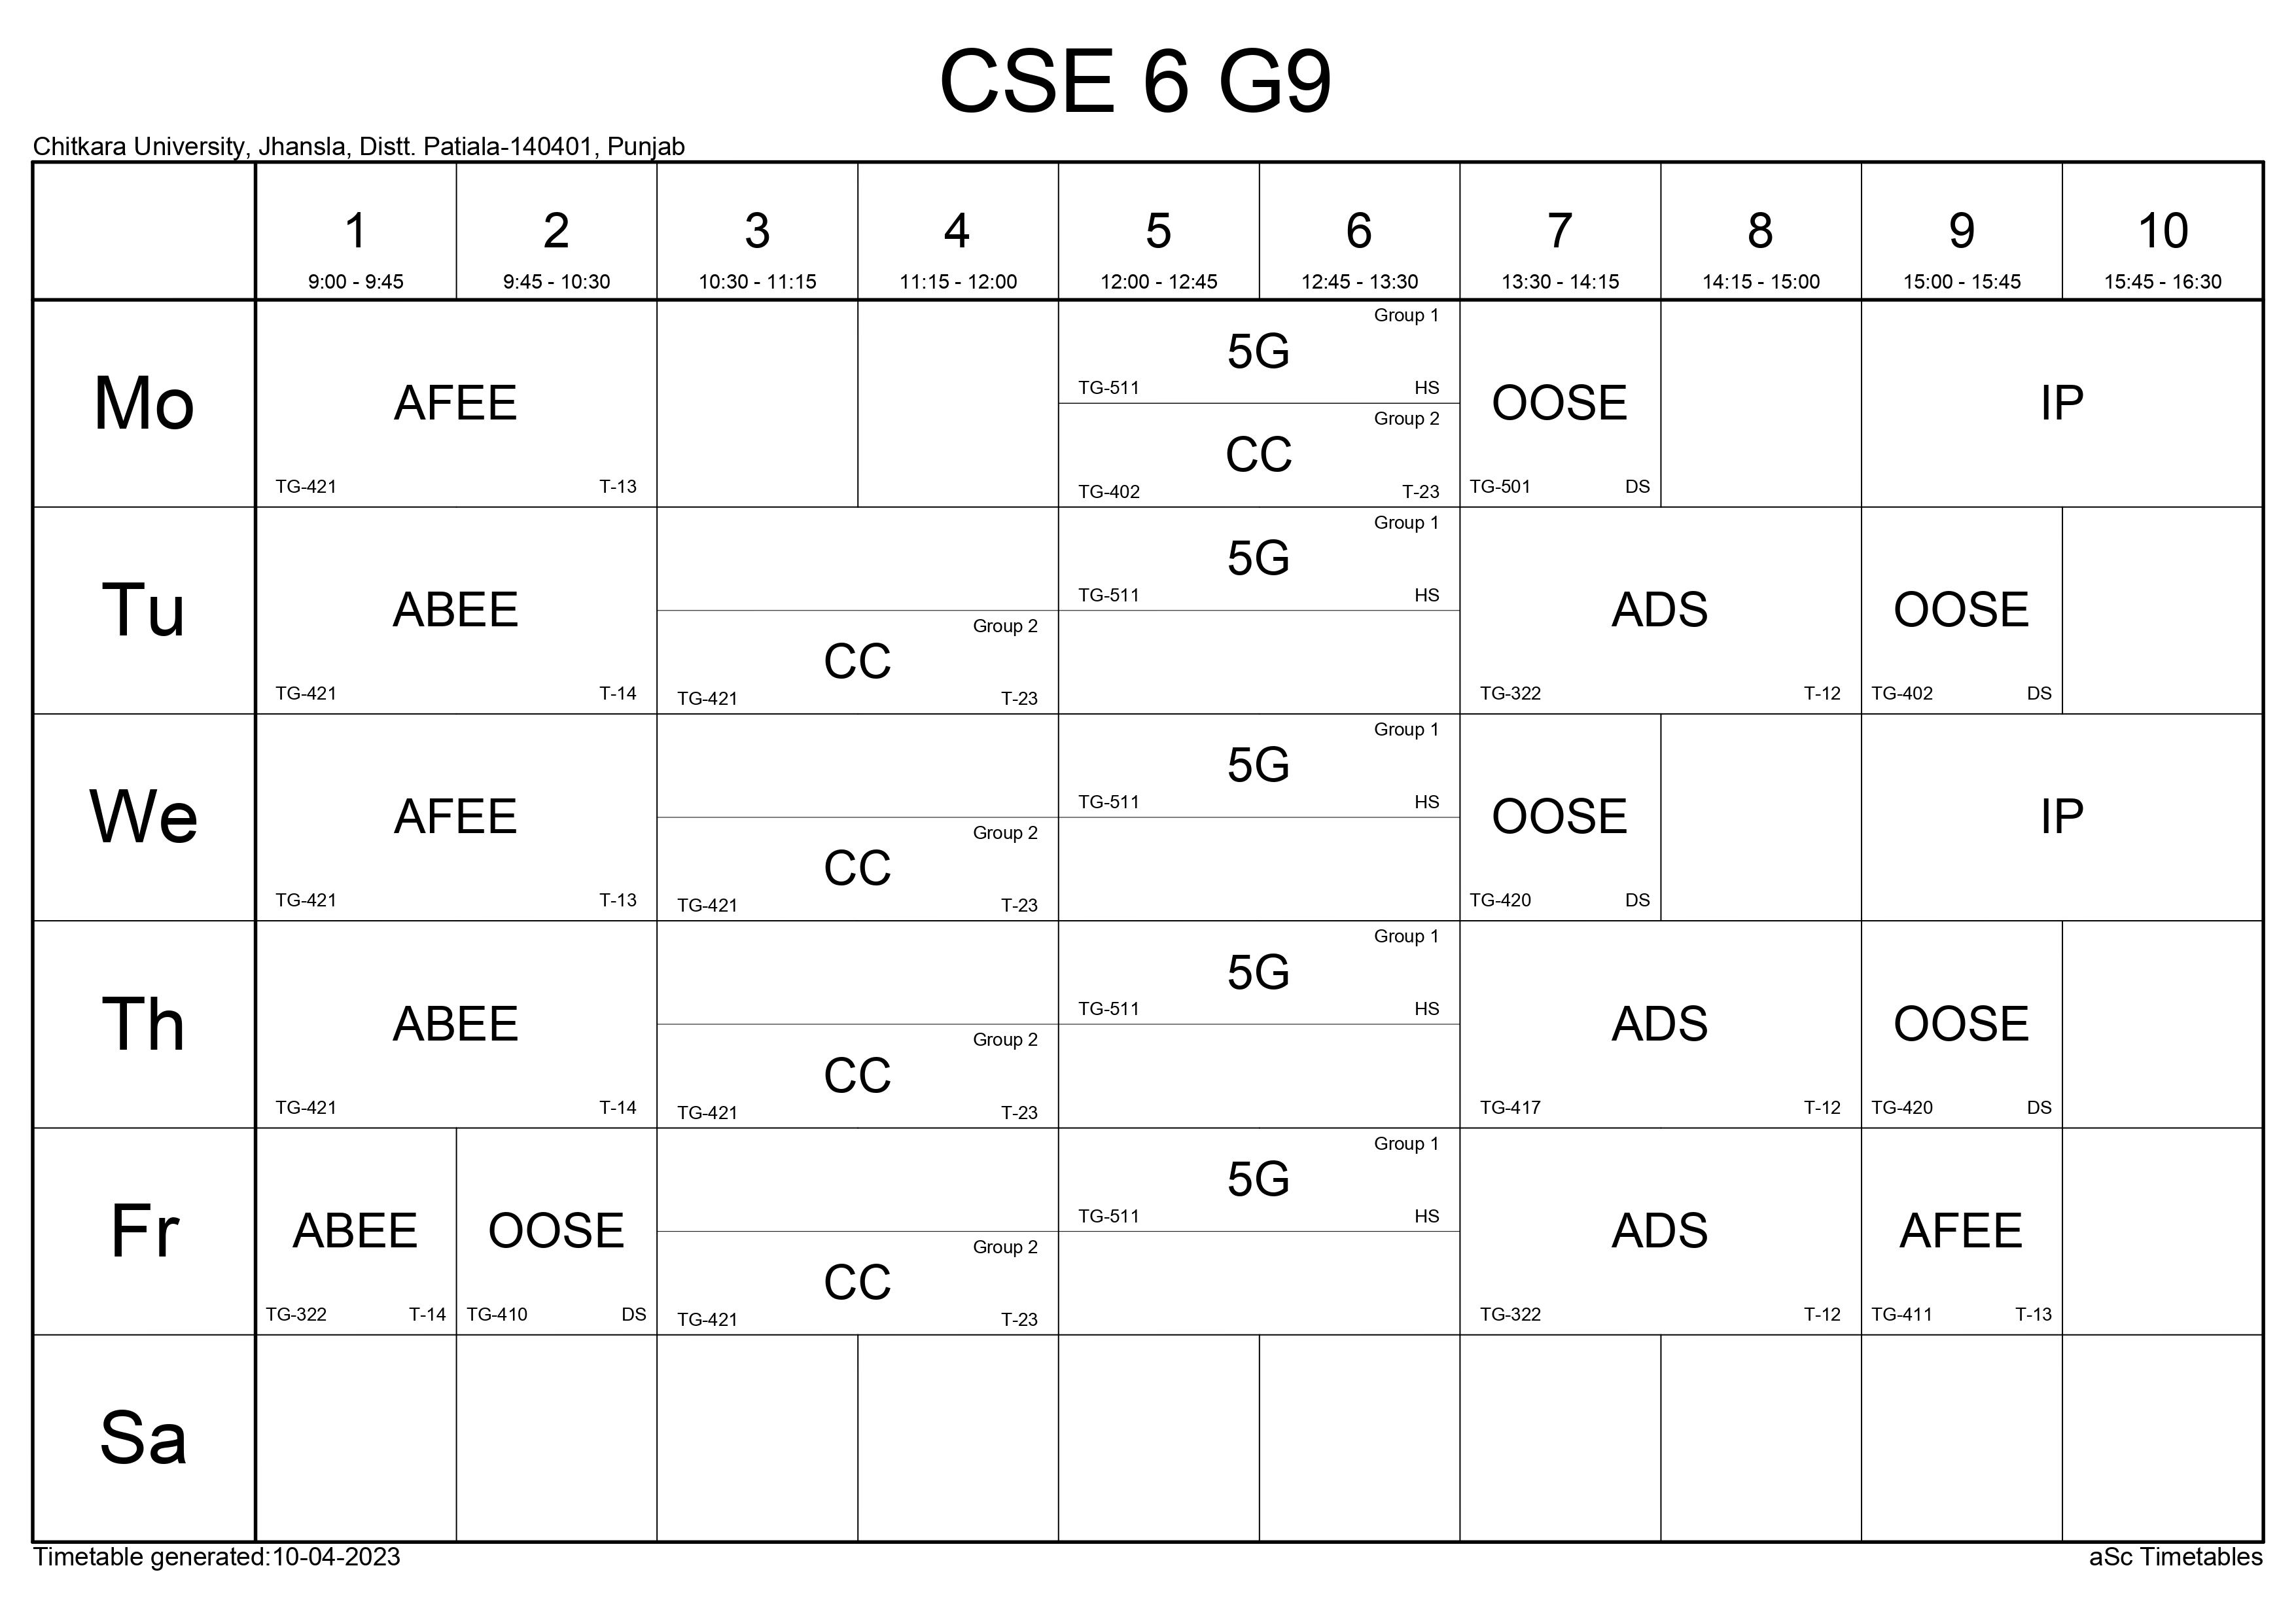 CSE 6 G9
Chitkara University, Jhansla, Distt. Patiala-140401, Punjab
1 2 3 4 5 6 7 8 9 10
9:00 - 9:45 9:45 - 10:30 10:30 - 11:15 11:15 - 12:00 12:00 - 12:45 12:45 - 13:30 13:30 - 14:15 14:15 - 15:00 15:00 - 15:45 15:45 - 16:30
Mo
AFEE
TG-421 T-13
Group 1
5G
TG-511 HS
Group 2
CC
TG-402 T-23
OOSE
TG-501 DS
IP
Tu
ABEE
TG-421 T-14
Group 2
CC
TG-421 T-23
Group 1
5G
TG-511 HS
ADS
TG-322 T-12
OOSE
TG-402 DS
We
AFEE
TG-421 T-13
Group 2
CC
TG-421 T-23
Group 1
5G
TG-511 HS
OOSE
TG-420 DS
IP
Th
ABEE
TG-421 T-14
Group 2
CC
TG-421 T-23
Group 1
5G
TG-511 HS
ADS
TG-417 T-12
OOSE
TG-420 DS
Fr
ABEE
TG-322 T-14
OOSE
TG-410 DS
Group 2
CC
TG-421 T-23
Group 1
5G
TG-511 HS
ADS
TG-322 T-12
AFEE
TG-411 T-13
Sa
Timetable generated:10-04-2023
aSc Timetables